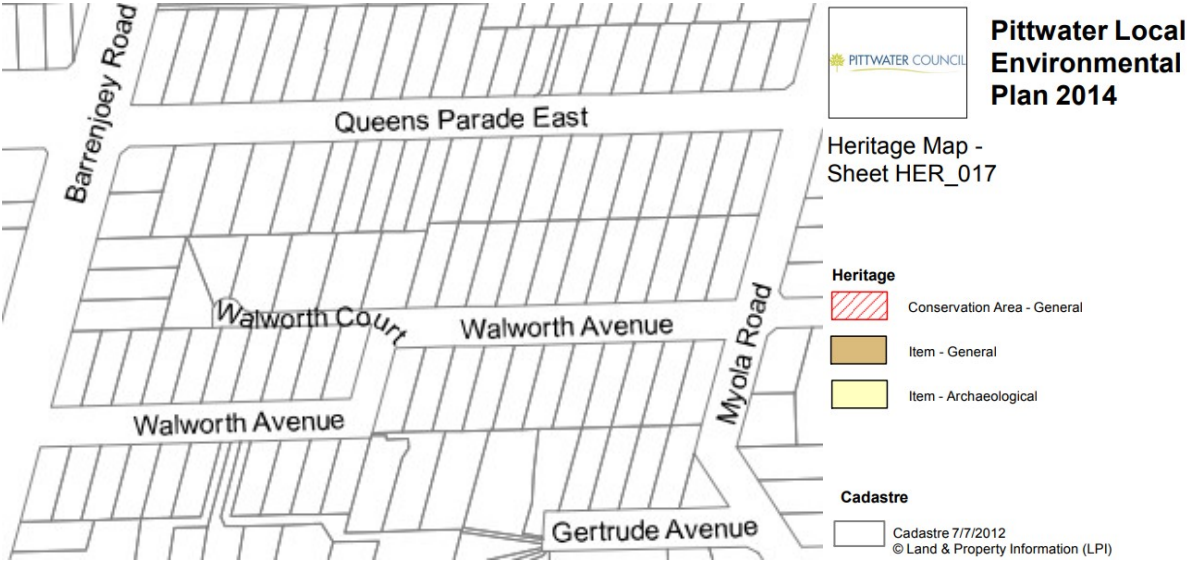 Barrenjoey Road
Queens Parade East
Walworth Court
Walworth Avenue
Myola Road
Walworth Avenue
Gertrude Avenue
PITTWATER COUNCIL
Pittwater Local
Environmental
Plan 2014
Heritage Map -
Sheet HER_017
Heritage
Conservation Area - General
Item - General
Item - Archaeological
Cadastre
Cadastre 7/7/2012
© Land & Property Information (LPI)